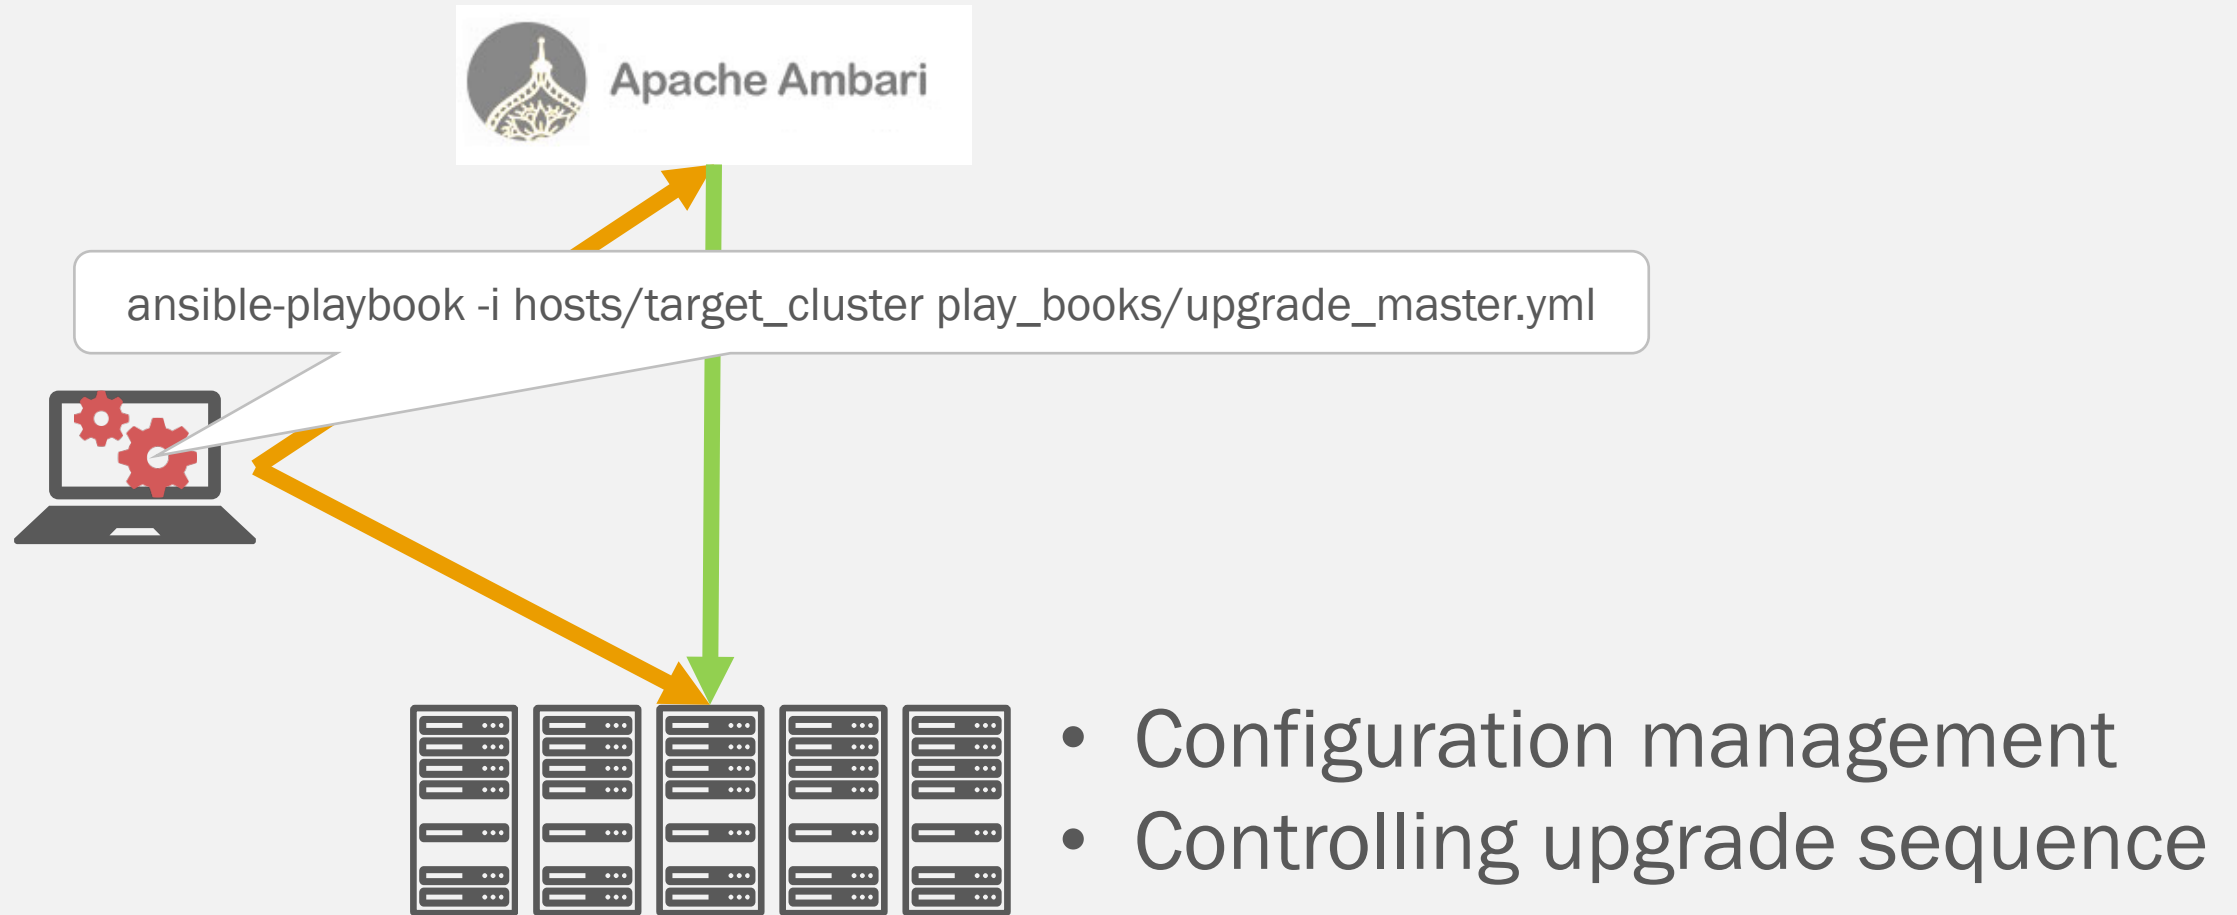 Apache Ambari
ansible-playbook -i hosts/target_cluster play_books/upgrade_master.yml
• Configuration management
• Controlling upgrade sequence